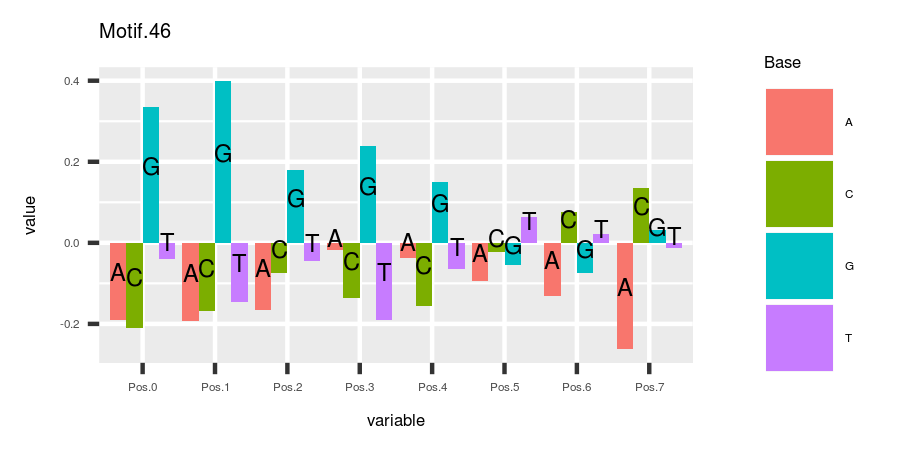 Motif.46
Base
0.4
A
G
G
C
0.2
G
G
G
G
T
value
0.0
A C T
A C T
A C T
A C T
A C T
A C G T
A C G T
A C G T
-0.2
T
Pos.0 Pos.1 Pos.2 Pos.3 Pos.4 Pos.5 Pos.6 Pos.7
variable